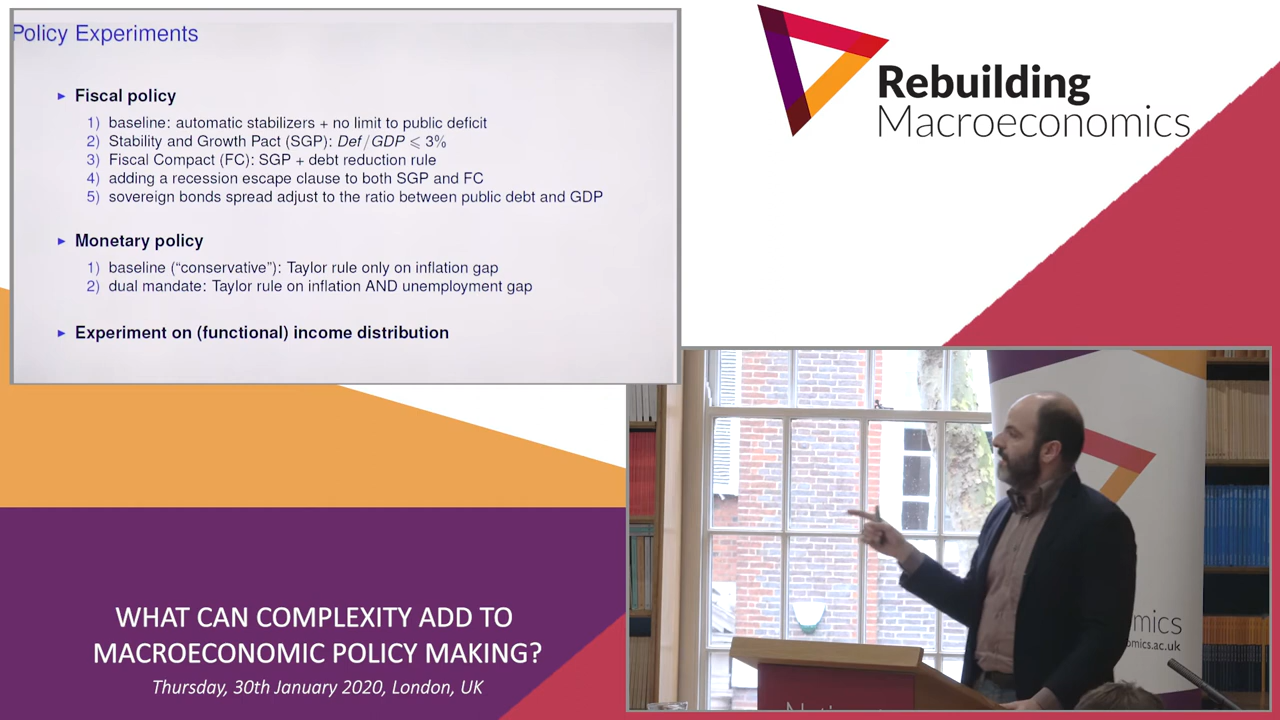 Policy Experiments
▸ Fiscal policy
1) baseline: automatic stabilizers + no limit to public deficit
2) Stability and Growth Pact (SGP): Def/GDP ⩽ 3%
3) Fiscal Compact (FC): SGP + debt reduction rule
4) adding a recession escape clause to both SGP and FC
5) sovereign bonds spread adjust to the ratio between public debt and GDP
▸ Monetary policy
1) baseline (“conservative”): Taylor rule only on inflation gap
2) dual mandate: Taylor rule on inflation AND unemployment gap
▸ Experiment on (functional) income distribution
Rebuilding
Macroeconomics
WHAT CAN COMPLEXITY ADD TO
MACROECONOMIC POLICY MAKING?
Thursday, 30th January 2020, London, UK
omics.ac.uk